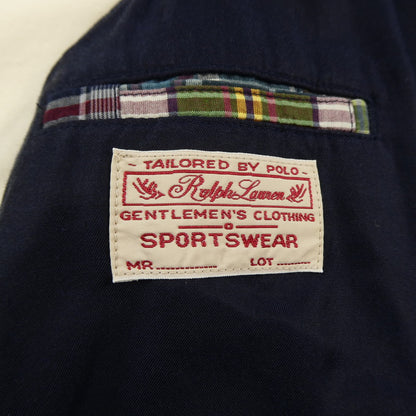 - TAILORED BY POLO -
Ralph Lauren
GENTLEMEN'S CLOTHING
SPORTSWEAR
MR............... LOT.........